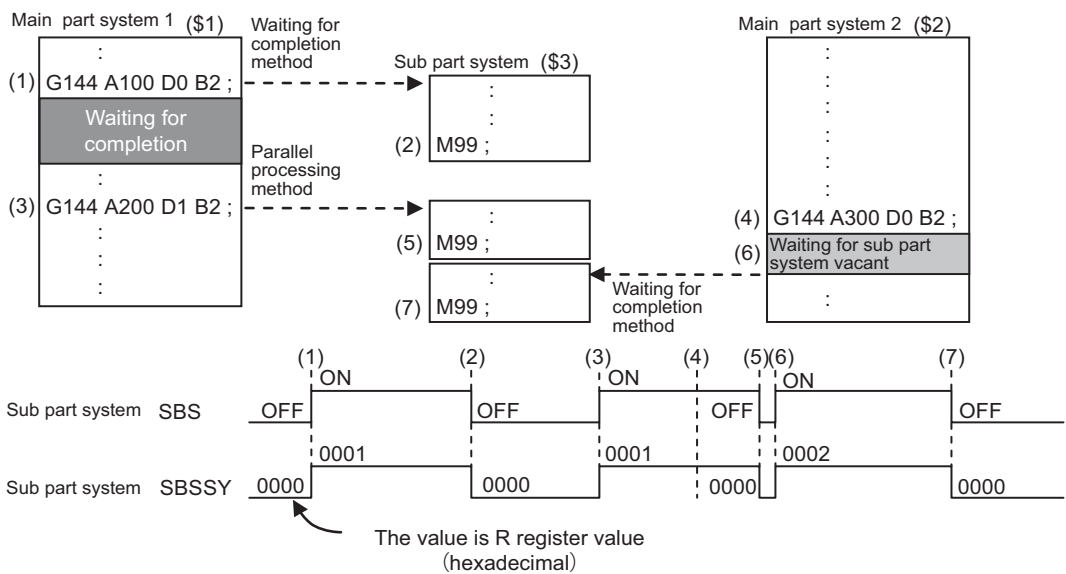 Main part system 1 ($1)
:
(1) G144 A100 D0 B2 ;
Waiting for
completion
:
(3) G144 A200 D1 B2 ;
:
:
:
Waiting for
completion
method
Parallel
processing
method
Sub part system ($3)
:
:
(2) M99 ;
:
(5) M99 ;
:
(7) M99 ;
Waiting for
completion
method
Main part system 2 ($2)
:
:
:
:
:
:
(4) G144 A300 D0 B2 ;
(6) Waiting for sub part
system vacant
:
(1) (2) (3) (4) (5) (6) (7)
Sub part system SBS OFF ON OFF ON OFF ON OFF
Sub part system SBSSY 0000 0001 0000 0001 0000 0002 0000
The value is R register value
(hexadecimal)